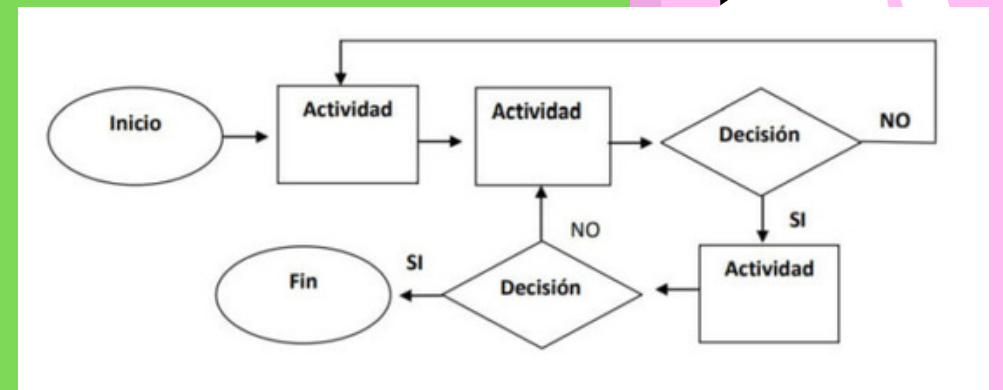 Inicio
Actividad
Actividad
Decisión
NO
SI
Actividad
Decisión
NO
SI
Fin